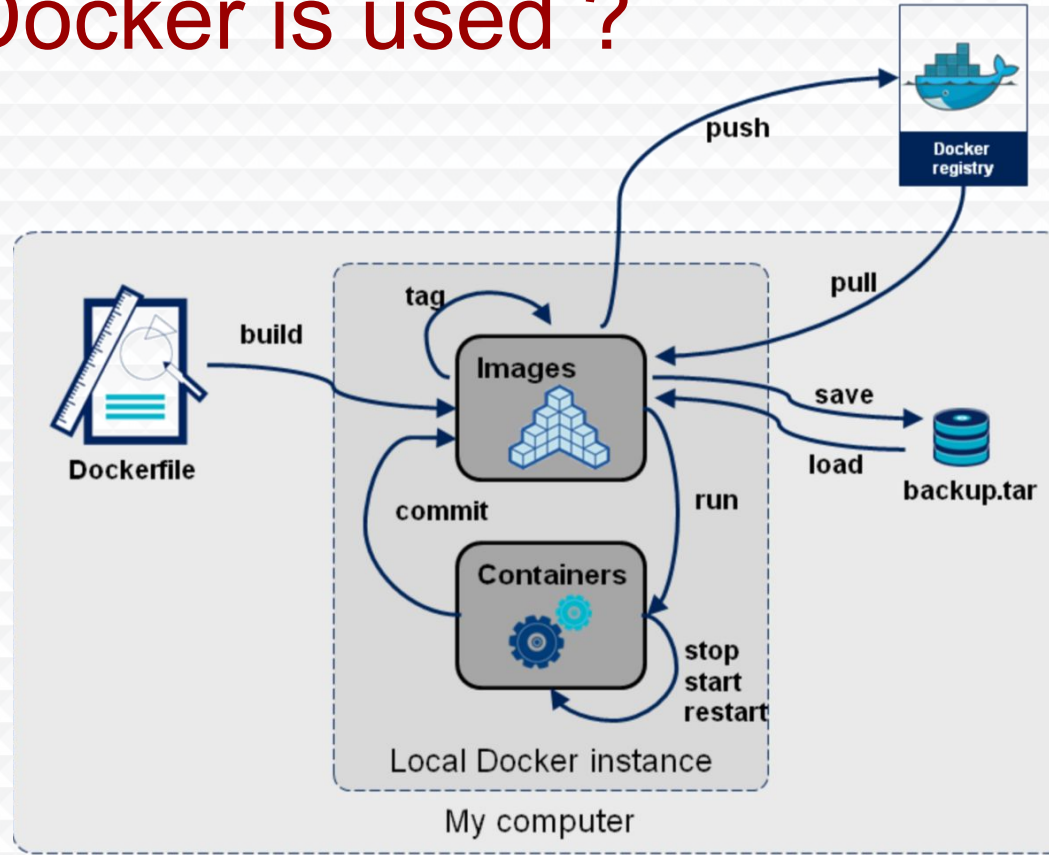 Docker is used ?
push
Docker
registry
pull
tag
build
Images
save
load
Dockerfile
backup.tar
commit
run
Containers
stop
start
restart
Local Docker instance
My computer